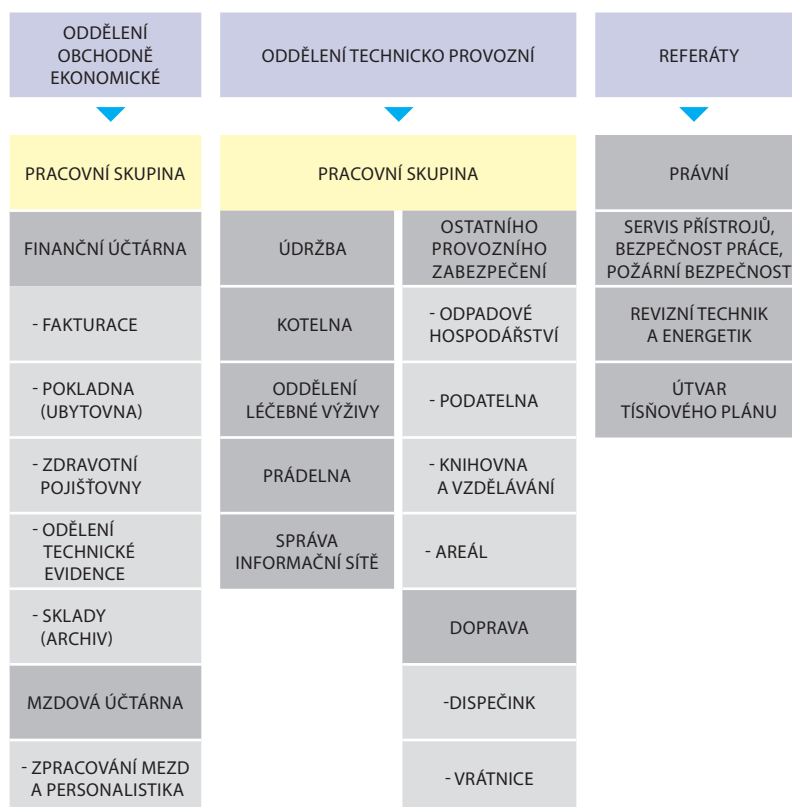 ODDĚLENÍ
OBCHODNĚ
EKONOMICKÉ
ODDĚLENÍ TECHNICKO PROVOZNÍ
REFERÁTY
PRACOVNÍ SKUPINA
PRACOVNÍ SKUPINA
PRÁVNÍ
FINANČNÍ ÚČTÁRNA
- FAKTURACE
- POKLADNA
(UBYTOVNA)
- ZDRAVOTNÍ
POJIŠŤOVNY
- ODĚLENÍ
TECHNICKÉ
EVIDENCE
- SKLADY
(ARCHIV)
MZDOVÁ ÚČTÁRNA
- ZPRACOVÁNÍ MEZD
A PERSONALISTIKA
ÚDRŽBA
KOTELNA
ODDĚLENÍ
LÉČEBNÉ VÝŽIVY
PRÁDELNA
SPRÁVA
INFORMAČNÍ SÍTĚ
OSTATNÍHO
PROVOZNÍHO
ZABEZPEČENÍ
- ODPADOVÉ
HOSPODÁŘSTVÍ
- PODATELNA
- KNIHOVNA
A VZDĚLÁVÁNÍ
- AREÁL
DOPRAVA
-DISPEČINK
- VRÁTNICE
SERVIS PŘÍSTROJŮ,
BEZPEČNOST PRÁCE,
POŽÁRNÍ BEZPEČNOST
REVIZNÍ TECHNIK
A ENERGETIK
ÚTVAR
TÍSŇOVÉHO PLÁNU